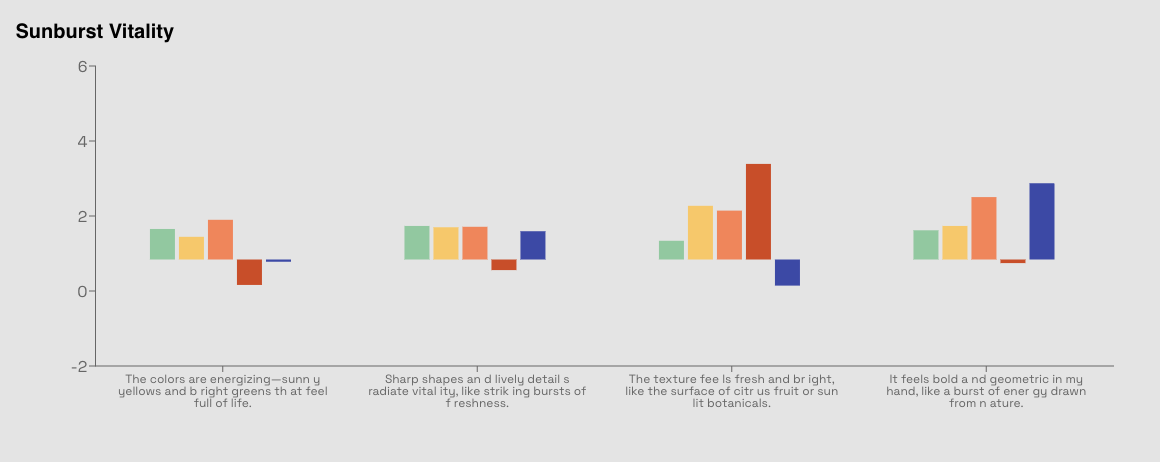 Sunburst Vitality
6
4
2
0
-2
The colors are energizing—sunn y
yellows and b right greens th at feel
full of life.
Sharp shapes an d lively detail s
radiate vital ity, like strik ing bursts of
f reshness.
The texture fee ls fresh and br ight,
like the surface of citr us fruit or sun
lit botanicals.
It feels bold a nd geometric in my
hand, like a burst of ener gy drawn
from n ature.